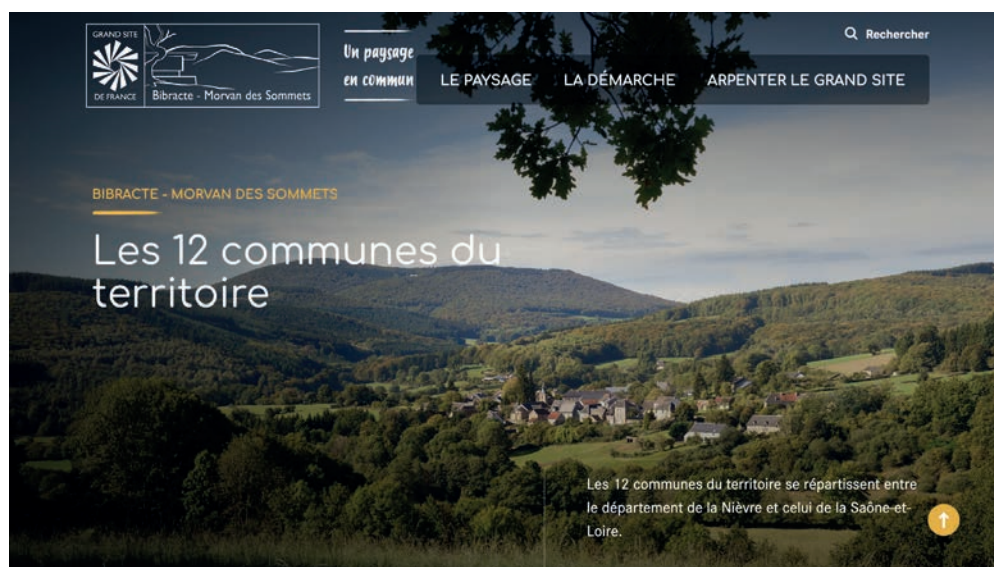 GRAND SITE
DE FRANCE
Bibracte - Morvan des Sommets
Un paysage
en commun
Rechercher
LE PAYSAGE LA DÉMARCHE ARPENTER LE GRAND SITE
BIBRACTE - MORVAN DES SOMMETS
Les 12 communes du
territoire
Les 12 communes du territoire se répartissent entre
le département de la Nièvre et celui de la Saône-et-
Loire.